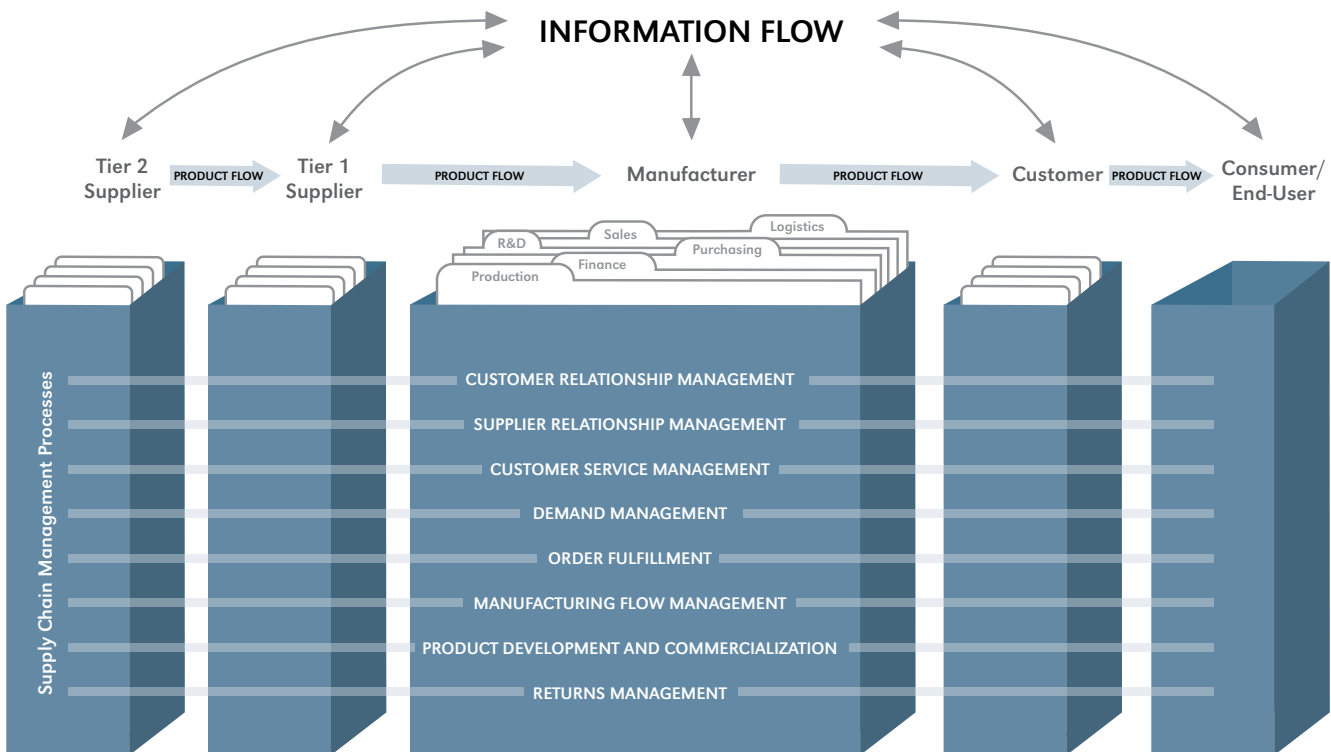 INFORMATION FLOW
Tier 2
Supplier
PRODUCT FLOW
Tier 1
Supplier
PRODUCT FLOW
Manufacturer
PRODUCT FLOW
Customer
PRODUCT FLOW
Consumer/
End-User
Logistics
Sales
R&D
Purchasing
Finance
Production
Supply Chain Management Processes
CUSTOMER RELATIONSHIP MANAGEMENT
SUPPLIER RELATIONSHIP MANAGEMENT
CUSTOMER SERVICE MANAGEMENT
DEMAND MANAGEMENT
ORDER FULFILLMENT
MANUFACTURING FLOW MANAGEMENT
PRODUCT DEVELOPMENT AND COMMERCIALIZATION
RETURNS MANAGEMENT